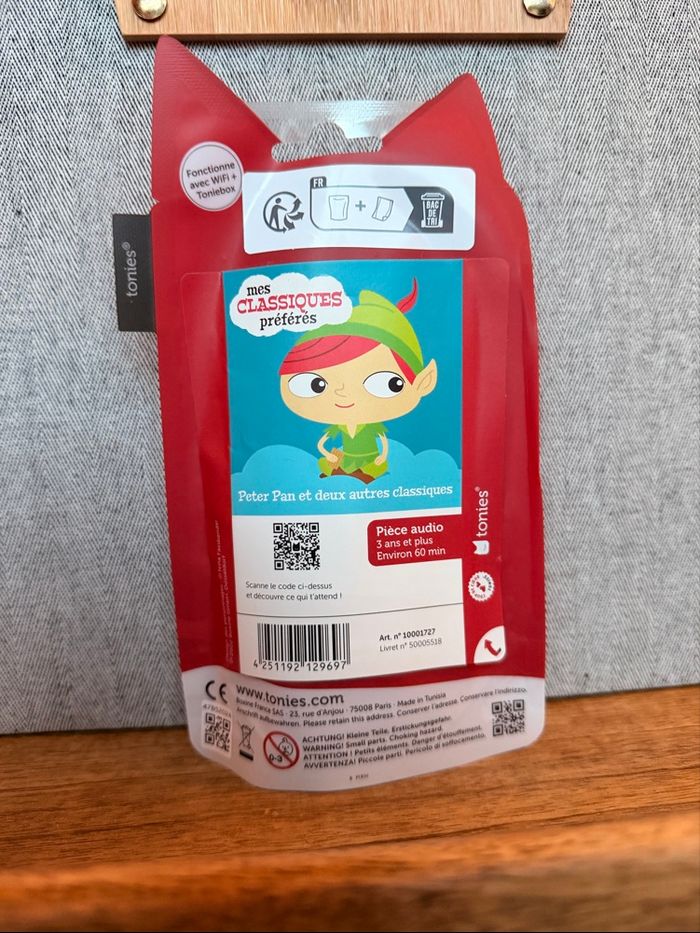 Fonctionne
avec WiFi +
Toniebox
FR
+
BAC
DE
TRI
tonies®
mes
CLASSIQUES
préférés
Peter Pan et deux autres classiques
Pièce audio
3 ans et plus
Environ 60 min
tonies®
Scanne le code ci-dessus
et découvre ce qui t'attend !
Art. n° 10001727
Livret n° 50005518
4 251192 129697
CE
www.tonies.com
Boxine France SAS · 23, rue d'Anjou · 75008 Paris · Made in Tunisia
Anschrift aufbewahren. Please retain this address. Conserver l'adresse. Conservare l'indirizzo.
0-3
ACHTUNG! Kleine Teile. Erstickungsgefahr.
WARNING! Small parts. Choking hazard.
ATTENTION ! Petits éléments. Danger d'étouffement.
AVVERTENZA! Piccole parti. Pericolo di soffocamento.